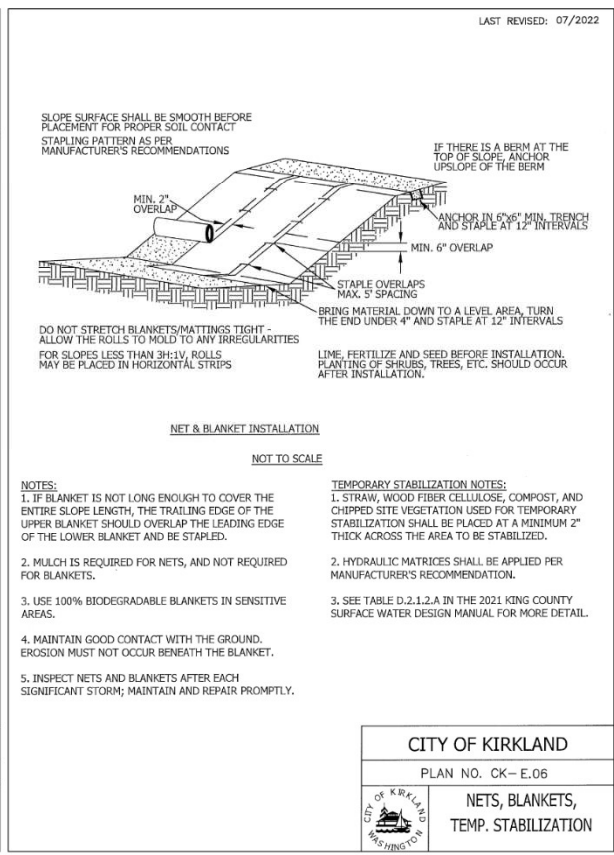 LAST REVISED: 07/2022
SLOPE SURFACE SHALL BE SMOOTH BEFORE
PLACEMENT FOR PROPER SOIL CONTACT
STAPLING PATTERN AS PER
MANUFACTURER'S RECOMMENDATIONS
IF THERE IS A BERM AT THE
TOP OF SLOPE, ANCHOR
UPSLOPE OF THE BERM
MIN. 2"
OVERLAP
ANCHOR IN 6"x6" MIN. TRENCH
AND STAPLE AT 12" INTERVALS
MIN. 6" OVERLAP
STAPLE OVERLAPS
MAX. 5' SPACING
BRING MATERIAL DOWN TO A LEVEL AREA, TURN
THE END UNDER 4" AND STAPLE AT 12" INTERVALS
DO NOT STRETCH BLANKETS/MATTINGS TIGHT -
ALLOW THE ROLLS TO MOLD TO ANY IRREGULARITIES
FOR SLOPES LESS THAN 3H:1V, ROLLS
MAY BE PLACED IN HORIZONTAL STRIPS
LIME, FERTILIZE AND SEED BEFORE INSTALLATION.
PLANTING OF SHRUBS, TREES, ETC. SHOULD OCCUR
AFTER INSTALLATION.
NET & BLANKET INSTALLATION
NOT TO SCALE
NOTES:
1. IF BLANKET IS NOT LONG ENOUGH TO COVER THE
ENTIRE SLOPE LENGTH, THE TRAILING EDGE OF THE
UPPER BLANKET SHOULD OVERLAP THE LEADING EDGE
OF THE LOWER BLANKET AND BE STAPLED.
2. MULCH IS REQUIRED FOR NETS, AND NOT REQUIRED
FOR BLANKETS.
3. USE 100% BIODEGRADABLE BLANKETS IN SENSITIVE
AREAS.
4. MAINTAIN GOOD CONTACT WITH THE GROUND.
EROSION MUST NOT OCCUR BENEATH THE BLANKET.
5. INSPECT NETS AND BLANKETS AFTER EACH
SIGNIFICANT STORM; MAINTAIN AND REPAIR PROMPTLY.
TEMPORARY STABILIZATION NOTES:
1. STRAW, WOOD FIBER CELLULOSE, COMPOST, AND
CHIPPED SITE VEGETATION USED FOR TEMPORARY
STABILIZATION SHALL BE PLACED AT A MINIMUM 2"
THICK ACROSS THE AREA TO BE STABILIZED.
2. HYDRAULIC MATRICES SHALL BE APPLIED PER
MANUFACTURER'S RECOMMENDATION.
3. SEE TABLE D.2.1.2.A IN THE 2021 KING COUNTY
SURFACE WATER DESIGN MANUAL FOR MORE DETAIL.
CITY OF KIRKLAND
PLAN NO. CK-E.06
CITY OF KIRKLAND
WASHINGTON
NETS, BLANKETS,
TEMP. STABILIZATION